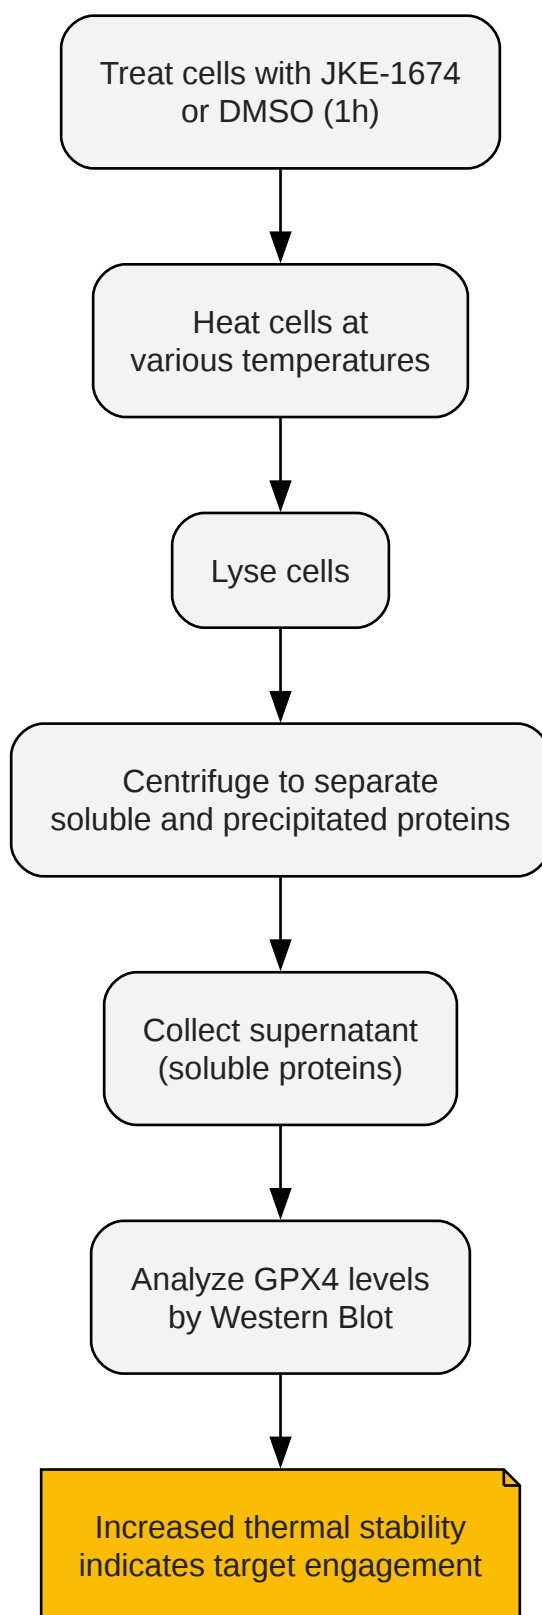 Treat cells with JKE-1674
or DMSO (1h)
Heat cells at
various temperatures
Lyse cells
Centrifuge to separate
soluble and precipitated proteins
Collect supernatant
(soluble proteins)
Analyze GPX4 levels
by Western Blot
Increased thermal stability
indicates target engagement